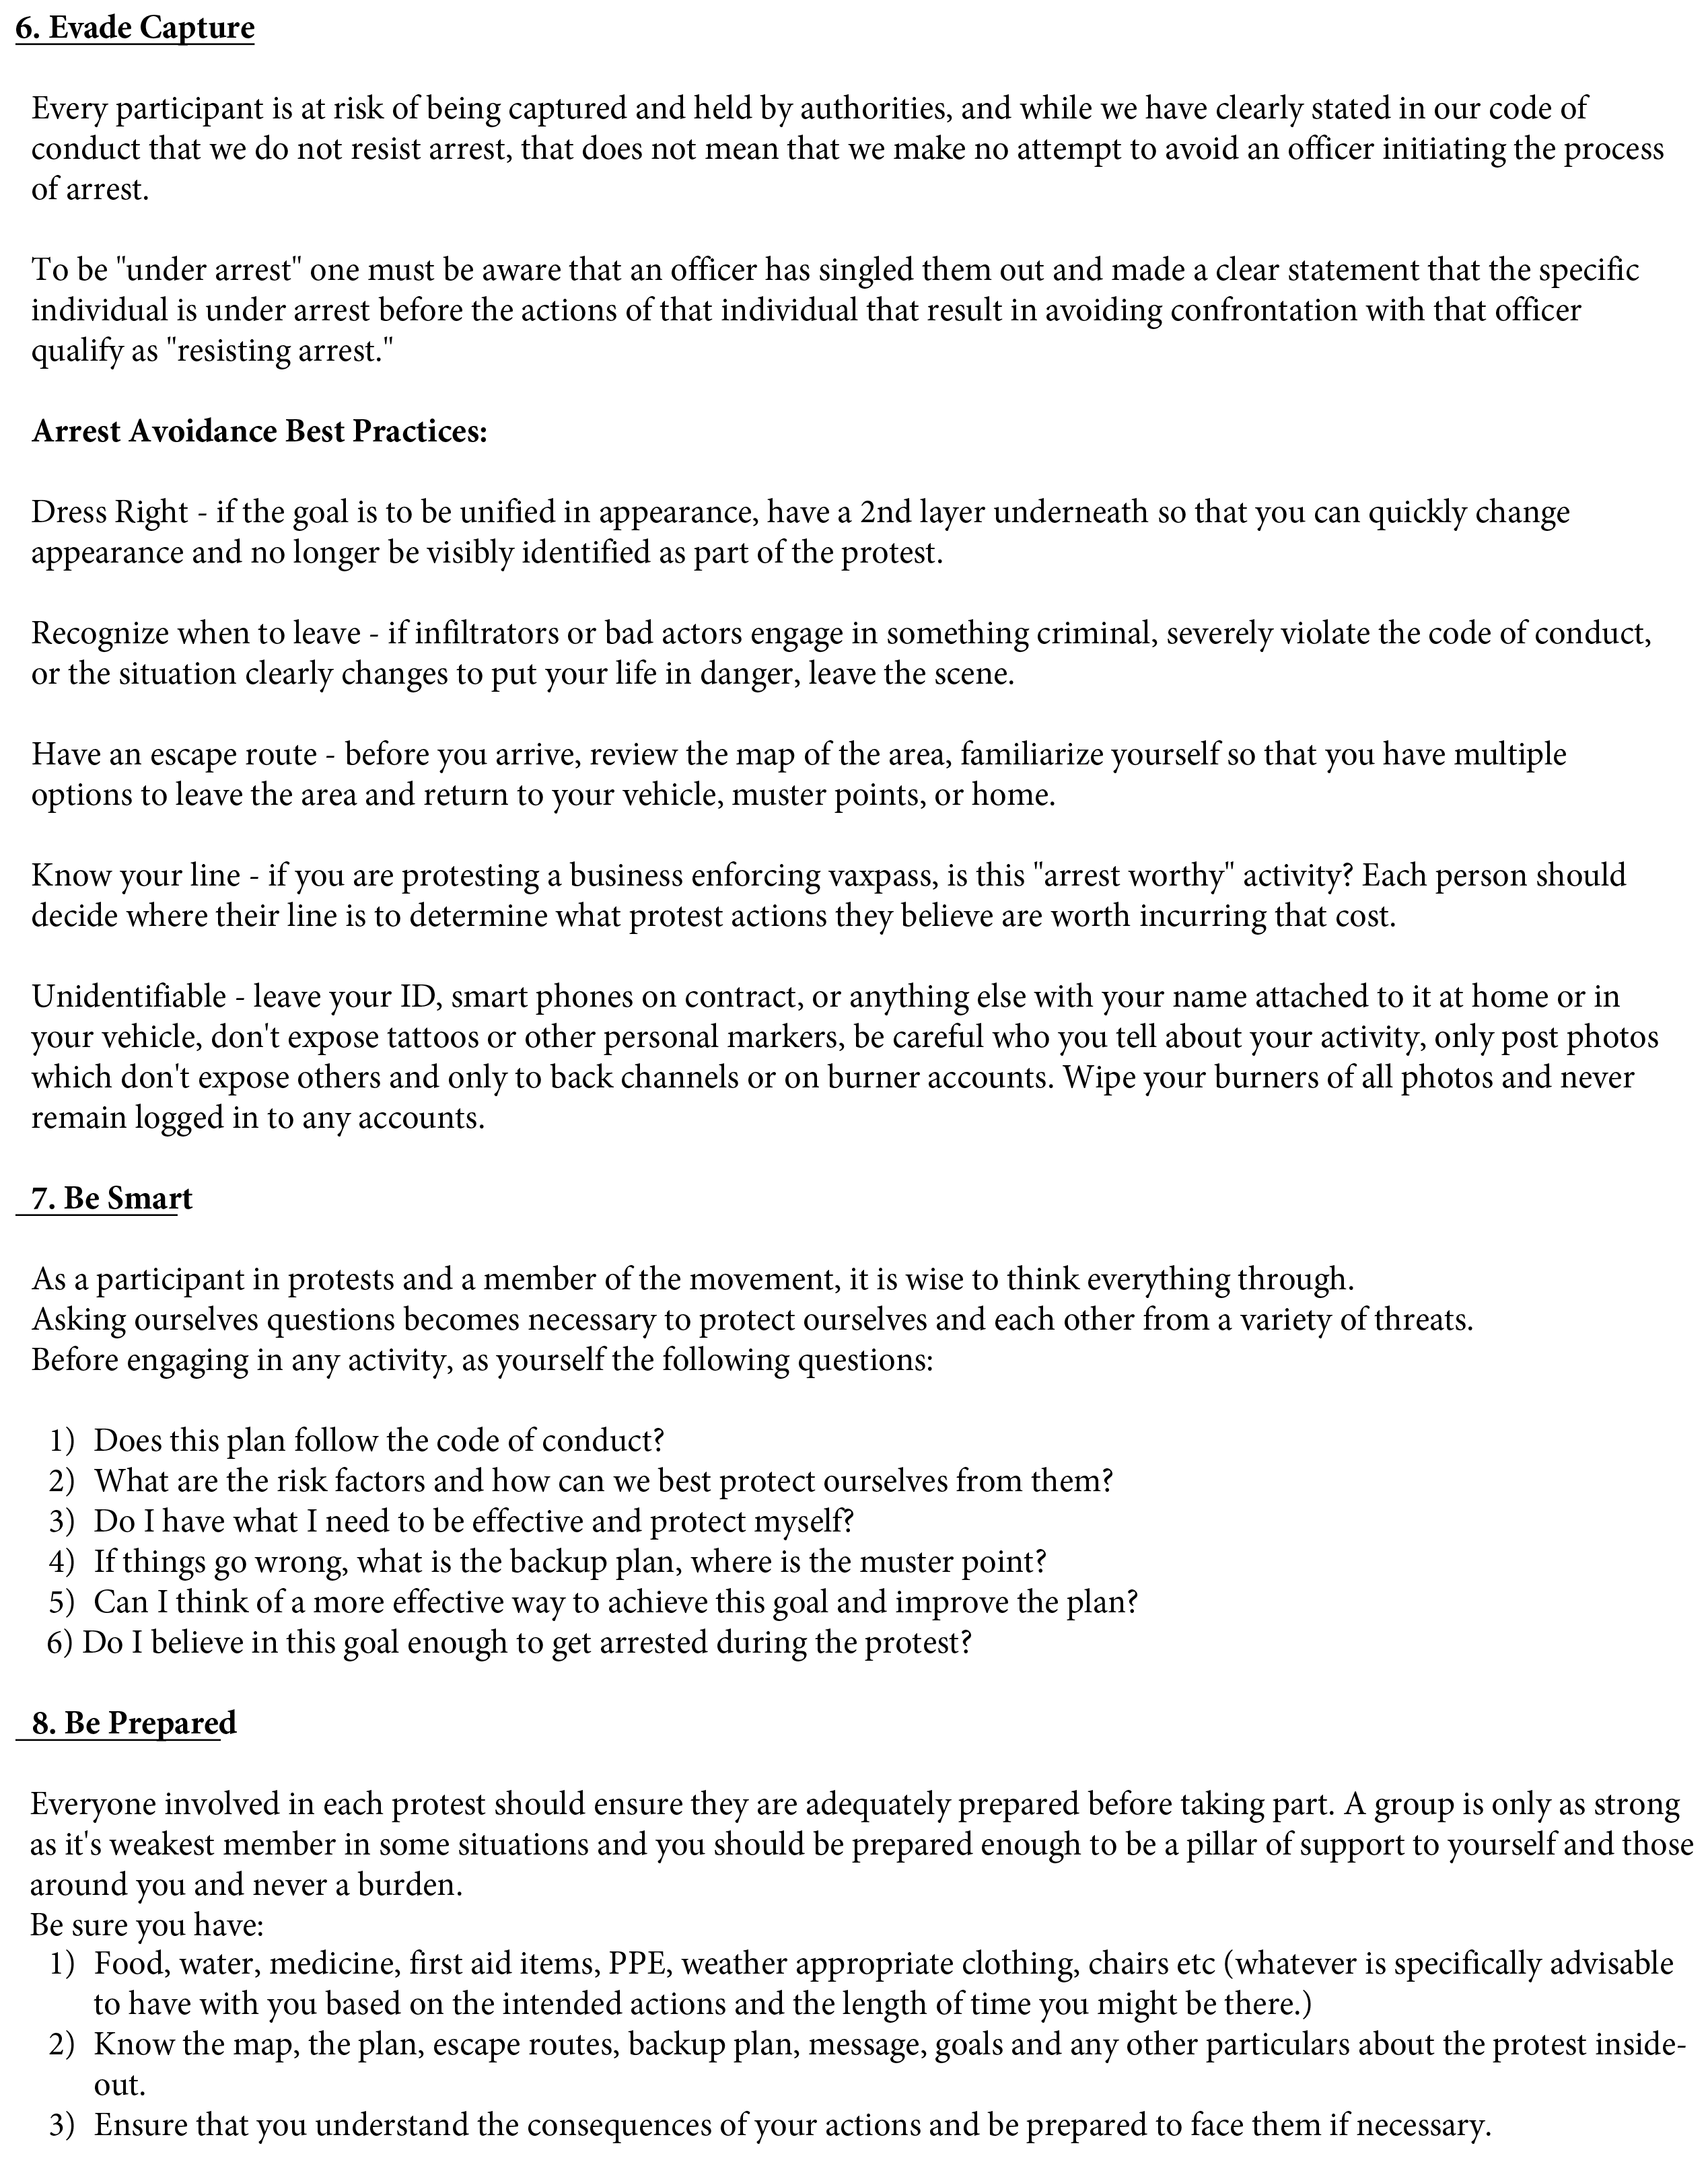 6. Evade Capture
Every participant is at risk of being captured and held by authorities, and while we have clearly stated in our code of
conduct that we do not resist arrest, that does not mean that we make no attempt to avoid an officer initiating the process
of arrest.
To be "under arrest" one must be aware that an officer has singled them out and made a clear statement that the specific
individual is under arrest before the actions of that individual that result in avoiding confrontation with that officer
qualify as "resisting arrest."
Arrest Avoidance Best Practices:
Dress Right - if the goal is to be unified in appearance, have a 2nd layer underneath so that you can quickly change
appearance and no longer be visibly identified as part of the protest.
Recognize when to leave - if infiltrators or bad actors engage in something criminal, severely violate the code of conduct,
or the situation clearly changes to put your life in danger, leave the scene.
Have an escape route - before you arrive, review the map of the area, familiarize yourself so that you have multiple
options to leave the area and return to your vehicle, muster points, or home.
Know your line - if you are protesting a business enforcing vaxpass, is this "arrest worthy" activity? Each person should
decide where their line is to determine what protest actions they believe are worth incurring that cost.
Unidentifiable - leave your ID, smart phones on contract, or anything else with your name attached to it at home or in
your vehicle, don't expose tattoos or other personal markers, be careful who you tell about your activity, only post photos
which don't expose others and only to back channels or on burner accounts. Wipe your burners of all photos and never
remain logged in to any accounts.
7. Be Smart
As a participant in protests and a member of the movement, it is wise to think everything through.
Asking ourselves questions becomes necessary to protect ourselves and each other from a variety of threats.
Before engaging in any activity, as yourself the following questions:
1) Does this plan follow the code of conduct?
2) What are the risk factors and how can we best protect ourselves from them?
3) Do I have what I need to be effective and protect myself?
4) If things go wrong, what is the backup plan, where is the muster point?
5) Can I think of a more effective way to achieve this goal and improve the plan?
6) Do I believe in this goal enough to get arrested during the protest?
8. Be Prepared
Everyone involved in each protest should ensure they are adequately prepared before taking part. A group is only as strong
as it's weakest member in some situations and you should be prepared enough to be a pillar of support to yourself and those
around you and never a burden.
Be sure you have:
1) Food, water, medicine, first aid items, PPE, weather appropriate clothing, chairs etc (whatever is specifically advisable
to have with you based on the intended actions and the length of time you might be there.)
2) Know the map, the plan, escape routes, backup plan, message, goals and any other particulars about the protest inside-
out.
3) Ensure that you understand the consequences of your actions and be prepared to face them if necessary.